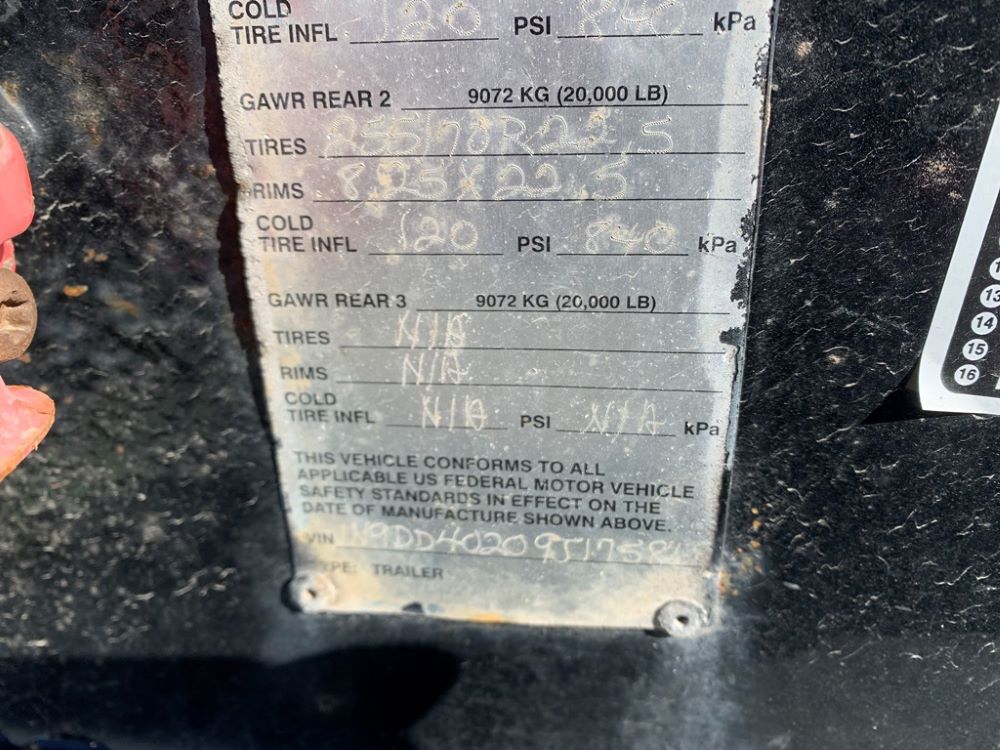 COLD
TIRE INFL 120 PSI 840 kPa
GAWR REAR 2 9072 KG (20,000 LB)
TIRES 255/70R22.5
RIMS 8.25X22.5
COLD
TIRE INFL 120 PSI 840 kPa
GAWR REAR 3 9072 KG (20,000 LB)
TIRES N/A
RIMS N/A
COLD
TIRE INFL N/A PSI N/A kPa
THIS VEHICLE CONFORMS TO ALL
APPLICABLE US FEDERAL MOTOR VEHICLE
SAFETY STANDARDS IN EFFECT ON THE
DATE OF MANUFACTURE SHOWN ABOVE.
VIN
TYPE: TRAILER
13
14
15
16